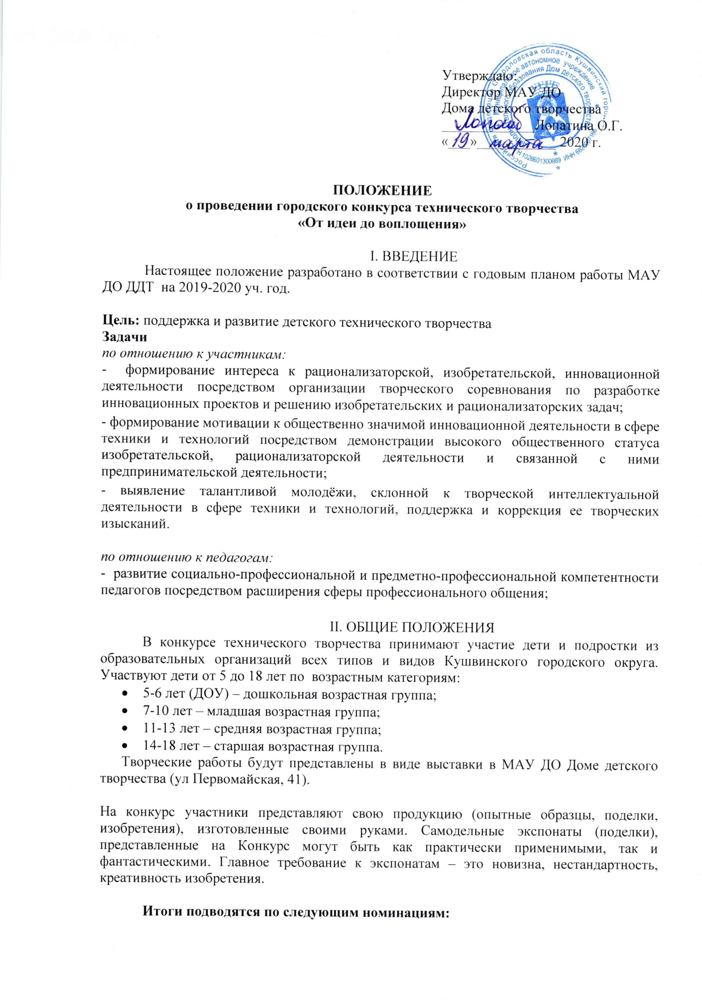 Утверждаю:
Директор МАУ ДО
Дома детского творчества
Лопатина О.Г.
«19» марта 2020 г.
Российская Федерация Свердловская область Кушвинский
Муниципальное автономное учреждение
дополнительного образования Дом детского творчества
1026601300989 ИНН
ПОЛОЖЕНИЕ
о проведении городского конкурса технического творчества
«От идеи до воплощения»
I. ВВЕДЕНИЕ
Настоящее положение разработано в соответствии с годовым планом работы МАУ
ДО ДДТ на 2019-2020 уч. год.
Цель: поддержка и развитие детского технического творчества
Задачи
по отношению к участникам:
- формирование интереса к рационализаторской, изобретательской, инновационной
деятельности посредством организации творческого соревнования по разработке
инновационных проектов и решению изобретательских и рационализаторских задач;
- формирование мотивации к общественно значимой инновационной деятельности в сфере
техники и технологий посредством демонстрации высокого общественного статуса
изобретательской, рационализаторской деятельности и связанной с ними
предпринимательской деятельности;
- выявление талантливой молодёжи, склонной к творческой интеллектуальной
деятельности в сфере техники и технологий, поддержка и коррекция ее творческих
изысканий.
по отношению к педагогам:
- развитие социально-профессиональной и предметно-профессиональной компетентности
педагогов посредством расширения сферы профессионального общения;
II. ОБЩИЕ ПОЛОЖЕНИЯ
В конкурсе технического творчества принимают участие дети и подростки из
образовательных организаций всех типов и видов Кушвинского городского округа.
Участвуют дети от 5 до 18 лет по возрастным категориям:
• 5-6 лет (ДОУ) – дошкольная возрастная группа;
• 7-10 лет – младшая возрастная группа;
• 11-13 лет – средняя возрастная группа;
• 14-18 лет – старшая возрастная группа.
Творческие работы будут представлены в виде выставки в МАУ ДО Доме детского
творчества (ул Первомайская, 41).
На конкурс участники представляют свою продукцию (опытные образцы, поделки,
изобретения), изготовленные своими руками. Самодельные экспонаты (поделки),
представленные на Конкурс могут быть как практически применимыми, так и
фантастическими. Главное требование к экспонатам – это новизна, нестандартность,
креативность изобретения.
Итоги подводятся по следующим номинациям: